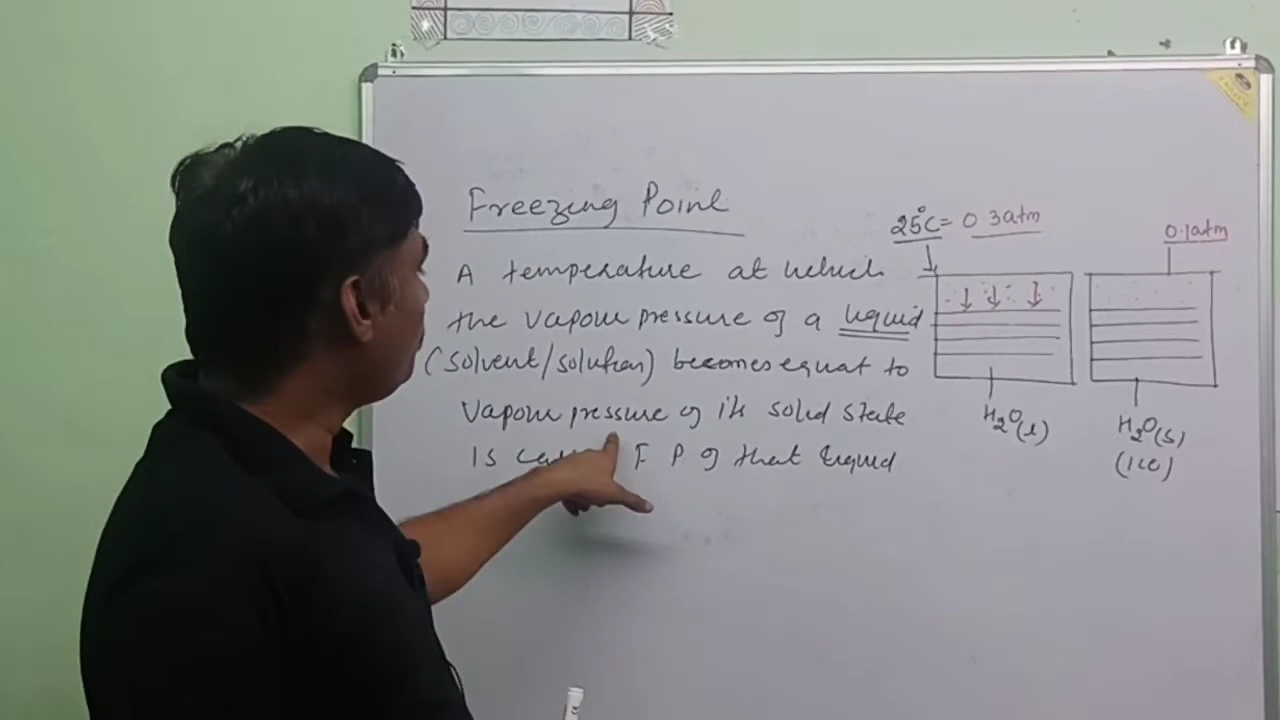 Freezing Point
A temperature at which
the vapour pressure of a liquid
(solvent/solution) becomes equal to
Vapour pressure of its solid state
Is F P of that liquid
25°C = 0.3atm
0.1atm
H₂O(l)
H₂O(s)
(Ice)